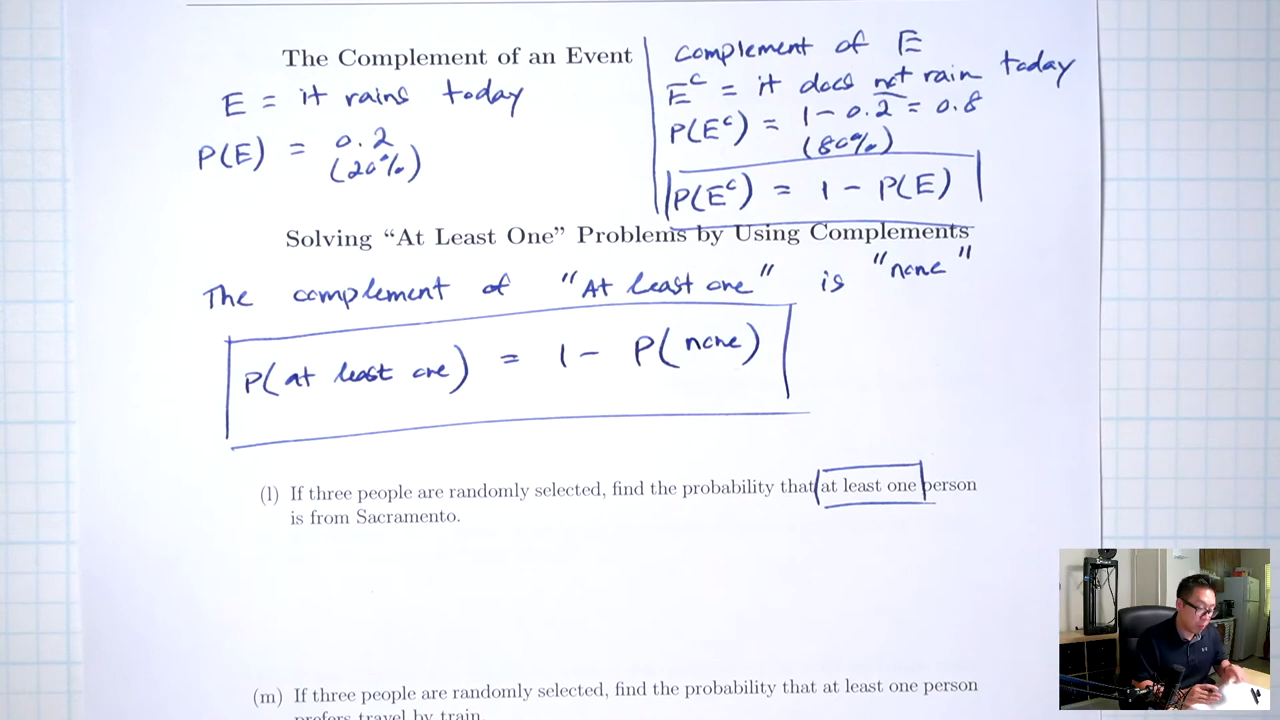 The Complement of an Event
E = it rains today
P(E) = 0.2
(20%)
complement of E
E^c = it does not rain today
P(E^c) = 1 - 0.2 = 0.8
(80%)
P(E^c) = 1 - P(E)
Solving “At Least One” Problems by Using Complements
The complement of "At least one" is "none"
P(at least one) = 1 - P(none)
(l) If three people are randomly selected, find the probability that at least one person
is from Sacramento.
(m) If three people are randomly selected, find the probability that at least one person
prefers travel by train.